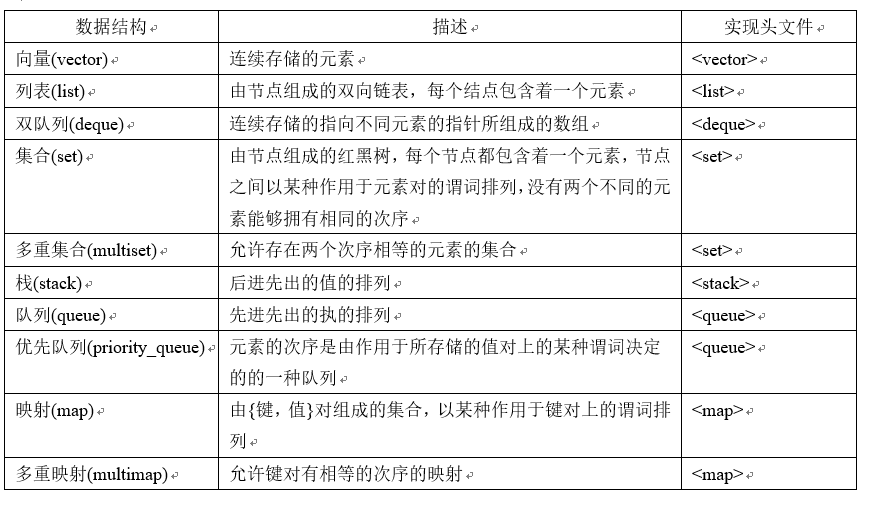 数据结构 描述 实现头文件
向量(vector) 连续存储的元素 <vector>
列表(list) 由节点组成的双向链表，每个结点包含着一个元素 <list>
双队列(deque) 连续存储的指向不同元素的指针所组成的数组 <deque>
集合(set) 由节点组成的红黑树，每个节点都包含着一个元素，节点 <set>
之间以某种作用于元素对的谓词排列，没有两个不同的元
素能够拥有相同的次序
多重集合(multiset) 允许存在两个次序相等的元素的集合 <set>
栈(stack) 后进先出的值的排列 <stack>
队列(queue) 先进先出的执的排列 <queue>
优先队列(priority_queue) 元素的次序是由作用于所存储的值对上的某种谓词决定 <queue>
的的一种队列
映射(map) 由{键，值}对组成的集合，以某种作用于键对上的谓词排 <map>
列
多重映射(multimap) 允许键对有相等的次序的映射 <map>